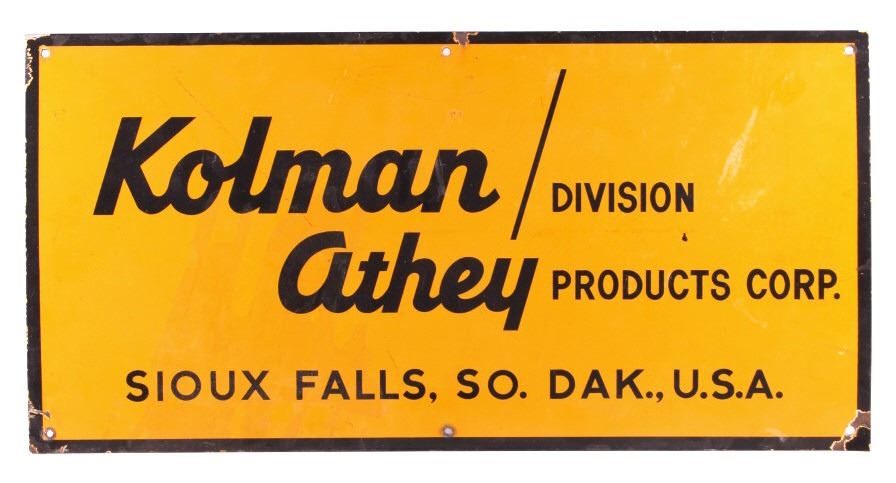 Kolman / DIVISION
athey PRODUCTS CORP.
SIOUX FALLS, SO. DAK., U.S.A.